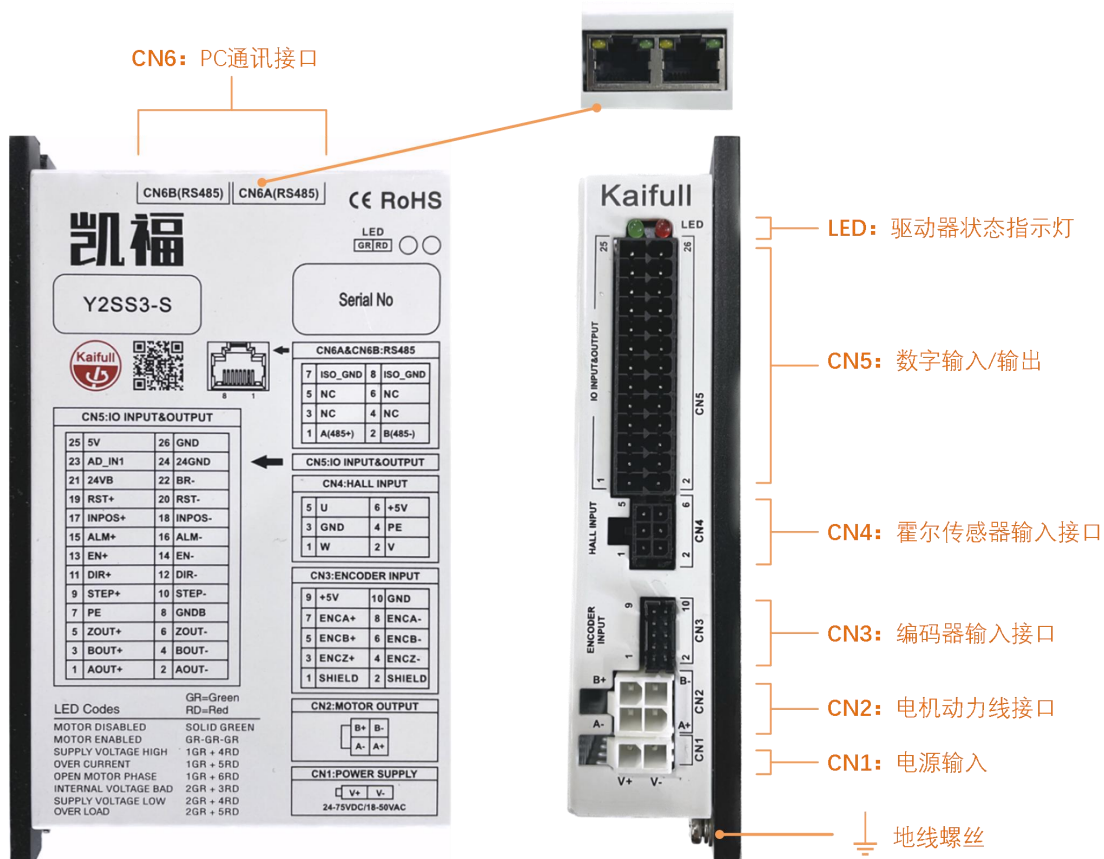 CN6：PC通讯接口
CN6B(RS485) CN6A(RS485)
CE RoHS
凯福
LED
GR RD
Y2SS3-S
Serial No
Kaifull
8 1
CN6A&CN6B:RS485
7 ISO_GND 8 ISO_GND
5 NC 6 NC
3 NC 4 NC
1 A(485+) 2 B(485-)
CN5:IO INPUT&OUTPUT
25 5V 26 GND
23 AD_IN1 24 24GND
21 24VB 22 BR-
19 RST+ 20 RST-
17 INPOS+ 18 INPOS-
15 ALM+ 16 ALM-
13 EN+ 14 EN-
11 DIR+ 12 DIR-
9 STEP+ 10 STEP-
7 PE 8 GNDB
5 ZOUT+ 6 ZOUT-
3 BOUT+ 4 BOUT-
1 AOUT+ 2 AOUT-
CN5:IO INPUT&OUTPUT
CN4:HALL INPUT
5 U 6 +5V
3 GND 4 PE
1 W 2 V
CN3:ENCODER INPUT
9 +5V 10 GND
7 ENCA+ 8 ENCA-
5 ENCB+ 6 ENCB-
3 ENCZ+ 4 ENCZ-
1 SHIELD 2 SHIELD
CN2:MOTOR OUTPUT
B+ B-
A- A+
CN1:POWER SUPPLY
V+ V-
24-75VDC/18-50VAC
GR=Green
LED Codes RD=Red
MOTOR DISABLED SOLID GREEN
MOTOR ENABLED GR-GR-GR
SUPPLY VOLTAGE HIGH 1GR + 4RD
OVER CURRENT 1GR + 5RD
OPEN MOTOR PHASE 1GR + 6RD
INTERNAL VOLTAGE BAD 2GR + 3RD
SUPPLY VOLTAGE LOW 2GR + 4RD
OVER LOAD 2GR + 5RD
Kaifull
LED
25 26
IO INPUT&OUTPUT
CN5
1 2
5 6
HALL INPUT
CN4
1 2
9 10
ENCODER
INPUT
CN3
1 2
B+ B-
CN2
A- A+
CN1
V+ V-
LED：驱动器状态指示灯
CN5：数字输入/输出
CN4：霍尔传感器输入接口
CN3：编码器输入接口
CN2：电机动力线接口
CN1：电源输入
地线螺丝